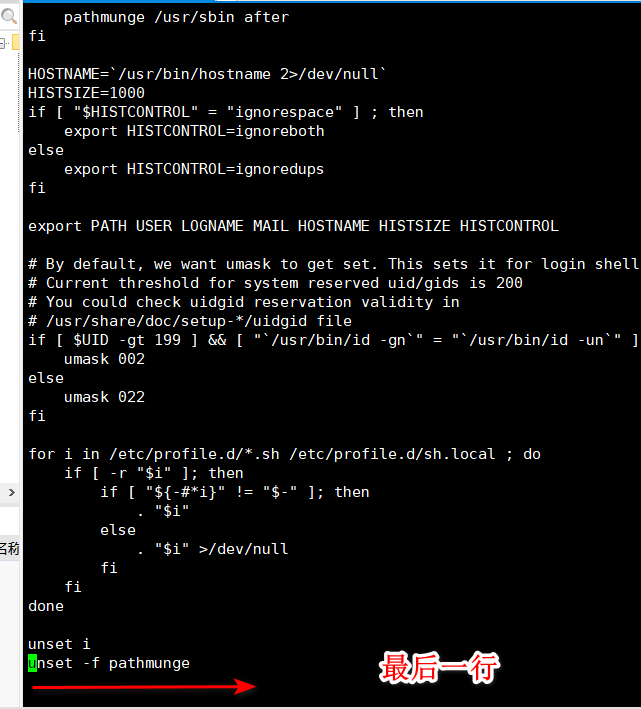 pathmunge /usr/sbin after
fi
HOSTNAME=`/usr/bin/hostname 2>/dev/null`
HISTSIZE=1000
if [ "$HISTCONTROL" = "ignorespace" ] ; then
export HISTCONTROL=ignoreboth
else
export HISTCONTROL=ignoredups
fi
export PATH USER LOGNAME MAIL HOSTNAME HISTSIZE HISTCONTROL
# By default, we want umask to get set. This sets it for login shell
# Current threshold for system reserved uid/gids is 200
# You could check uidgid reservation validity in
# /usr/share/doc/setup-*/uidgid file
if [ $UID -gt 199 ] && [ "`/usr/bin/id -gn`" = "`/usr/bin/id -un`" ]
umask 002
else
umask 022
fi
for i in /etc/profile.d/*.sh /etc/profile.d/sh.local ; do
if [ -r "$i" ]; then
if [ "${-#*i}" != "$-" ]; then
. "$i"
else
. "$i" >/dev/null
fi
fi
done
名称
unset i
unset -f pathmunge
最后一行